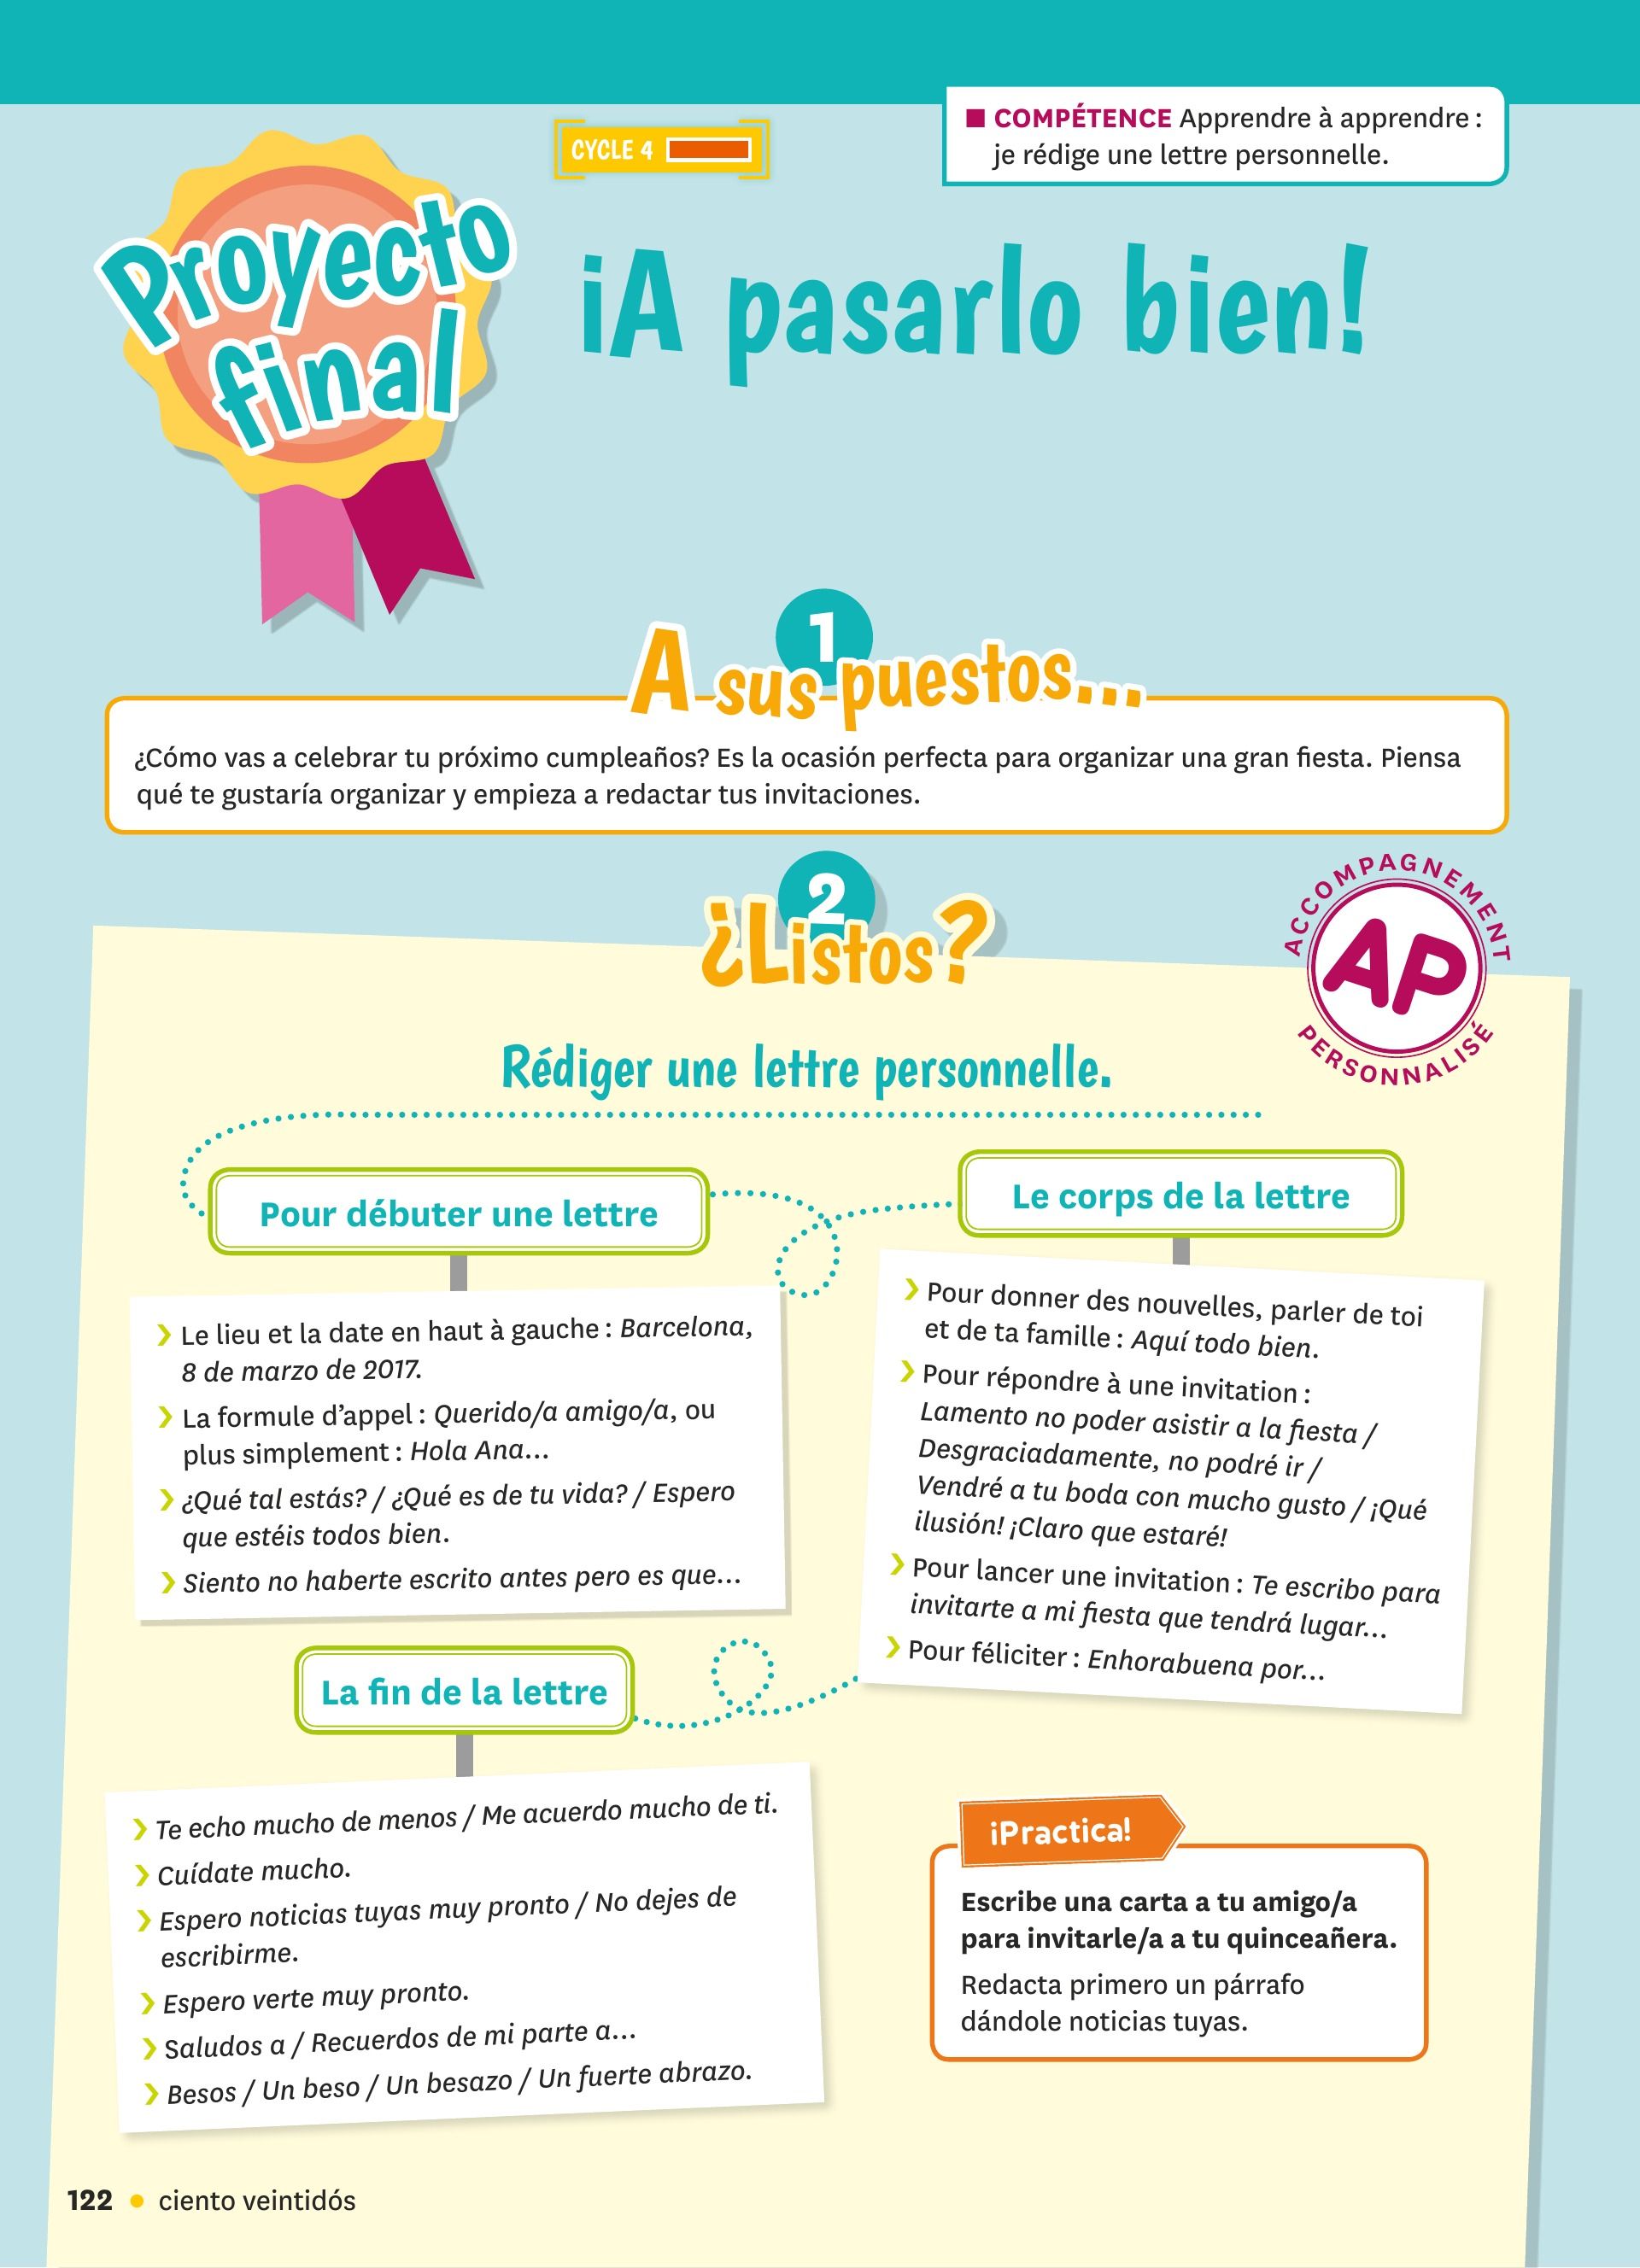 ■ COMPÉTENCE Apprendre à apprendre :
je rédige une lettre personnelle.
CYCLE 4
Proyecto
final
¡A pasarlo bien!
1
A sus puestos...
¿Cómo vas a celebrar tu próximo cumpleaños? Es la ocasión perfecta para organizar una gran fiesta. Piensa
qué te gustaría organizar y empieza a redactar tus invitaciones.
2
¿Listos?
ACCOMPAGNEMENT
AP
PERSONNALISÉ
Rédiger une lettre personnelle.
Pour débuter une lettre
› Le lieu et la date en haut à gauche : Barcelona,
8 de marzo de 2017.
› La formule d'appel : Querido/a amigo/a, ou
plus simplement : Hola Ana...
› ¿Qué tal estás? / ¿Qué es de tu vida? / Espero
que estéis todos bien.
› Siento no haberte escrito antes pero es que...
Le corps de la lettre
› Pour donner des nouvelles, parler de toi
et de ta famille : Aquí todo bien.
› Pour répondre à une invitation :
Lamento no poder asistir a la fiesta /
Desgraciadamente, no podré ir /
Vendré a tu boda con mucho gusto / ¡Qué
ilusión! ¡Claro que estaré!
› Pour lancer une invitation : Te escribo para
invitarte a mi fiesta que tendrá lugar...
› Pour féliciter : Enhorabuena por...
La fin de la lettre
› Te echo mucho de menos / Me acuerdo mucho de ti.
› Cuídate mucho.
› Espero noticias tuyas muy pronto / No dejes de
escribirme.
› Espero verte muy pronto.
› Saludos a / Recuerdos de mi parte a...
› Besos / Un beso / Un besazo / Un fuerte abrazo.
¡Practica!
Escribe una carta a tu amigo/a
para invitarle/a a tu quinceañera.
Redacta primero un párrafo
dándole noticias tuyas.
122 • ciento veintidós